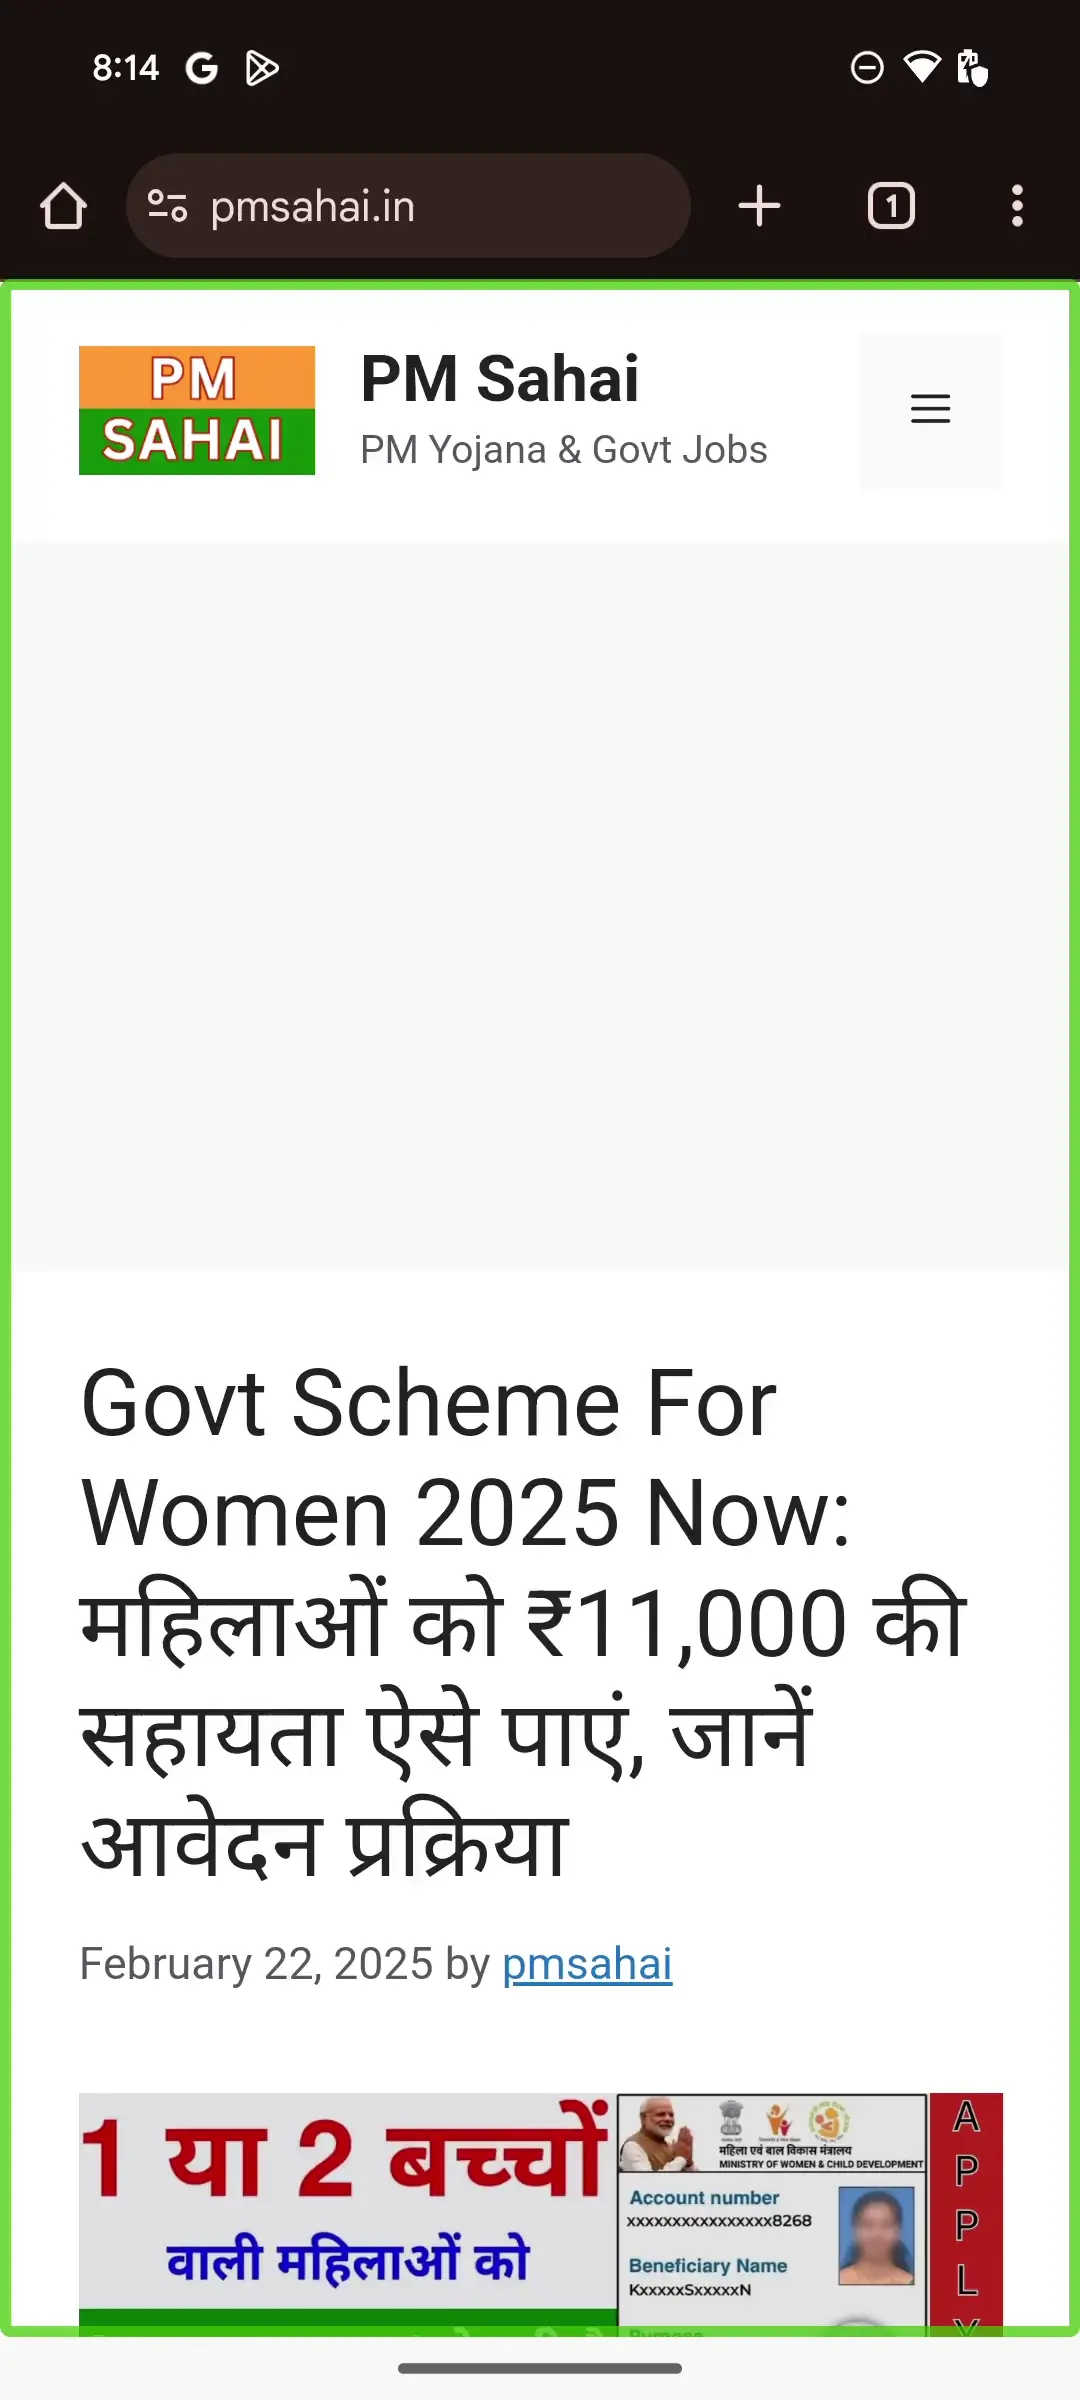 8:14
pmsahai.in
1
PM
SAHAI
PM Sahai
PM Yojana & Govt Jobs
Govt Scheme For
Women 2025 Now:
महिलाओं को ₹11,000 की
सहायता ऐसे पाएं, जानें
आवेदन प्रक्रिया
February 22, 2025 by pmsahai
1 या 2 बच्चों
वाली महिलाओं को
महिला एवं बाल विकास मंत्रालय
MINISTRY OF WOMEN & CHILD DEVELOPMENT
Account number
xxxxxxxxxxxxxxxx8268
Beneficiary Name
KxxxxxSxxxxxN
Purpose
A
P
P
L
Y